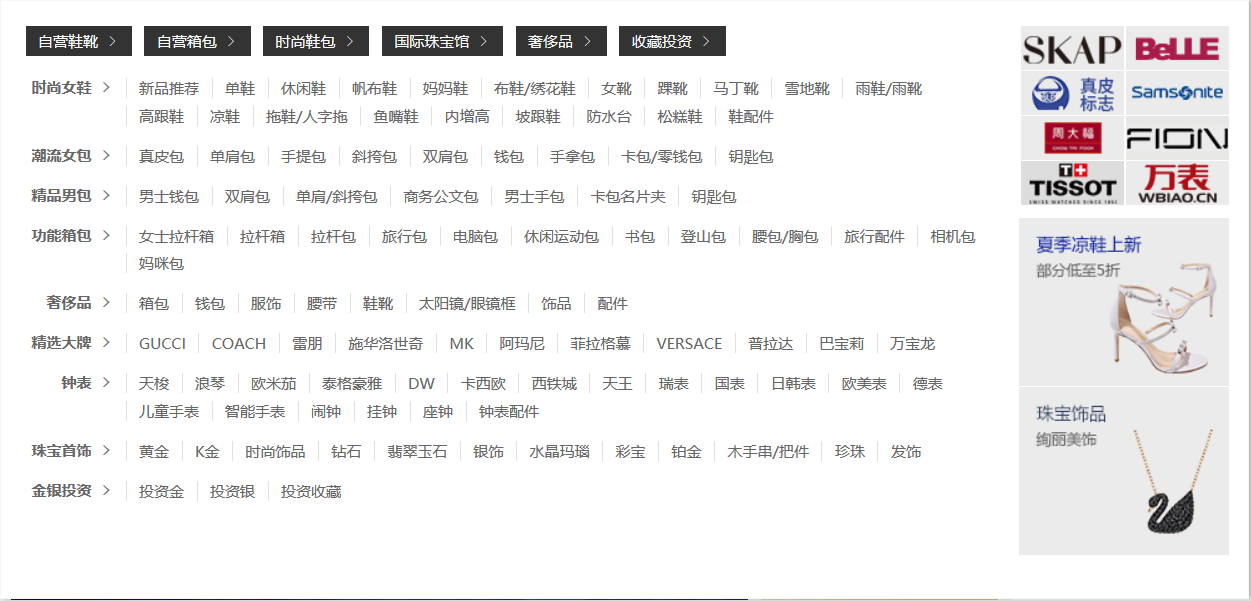 自营鞋靴 > 自营箱包 > 时尚鞋包 > 国际珠宝馆 > 奢侈品 > 收藏投资 >
时尚女鞋 > 新品推荐 单鞋 休闲鞋 帆布鞋 妈妈鞋 布鞋/绣花鞋 女靴 踝靴 马丁靴 雪地靴 雨鞋/雨靴
高跟鞋 凉鞋 拖鞋/人字拖 鱼嘴鞋 内增高 坡跟鞋 防水台 松糕鞋 鞋配件
潮流女包 > 真皮包 单肩包 手提包 斜挎包 双肩包 钱包 手拿包 卡包/零钱包 钥匙包
精品男包 > 男士钱包 双肩包 单肩/斜挎包 商务公文包 男士手包 卡包名片夹 钥匙包
功能箱包 > 女士拉杆箱 拉杆箱 拉杆包 旅行包 电脑包 休闲运动包 书包 登山包 腰包/胸包 旅行配件 相机包
妈咪包
奢侈品 > 箱包 钱包 服饰 腰带 鞋靴 太阳镜/眼镜框 饰品 配件
精选大牌 > GUCCI COACH 雷朋 施华洛世奇 MK 阿玛尼 菲拉格慕 VERSACE 普拉达 巴宝莉 万宝龙
钟表 > 天梭 浪琴 欧米茄 泰格豪雅 DW 卡西欧 西铁城 天王 瑞表 国表 日韩表 欧美表 德表
儿童手表 智能手表 闹钟 挂钟 座钟 钟表配件
珠宝首饰 > 黄金 K金 时尚饰品 钻石 翡翠玉石 银饰 水晶玛瑙 彩宝 铂金 木手串/把件 珍珠 发饰
金银投资 > 投资金 投资银 投资收藏
SKAP BeLLE
真皮
标志 Samsonite
周大福
CHOW TAI FOOK FION
TISSOT
SWISS WATCHES SINCE 1853
万表
WBIAO.CN
夏季凉鞋上新
部分低至5折
珠宝饰品
绚丽美饰